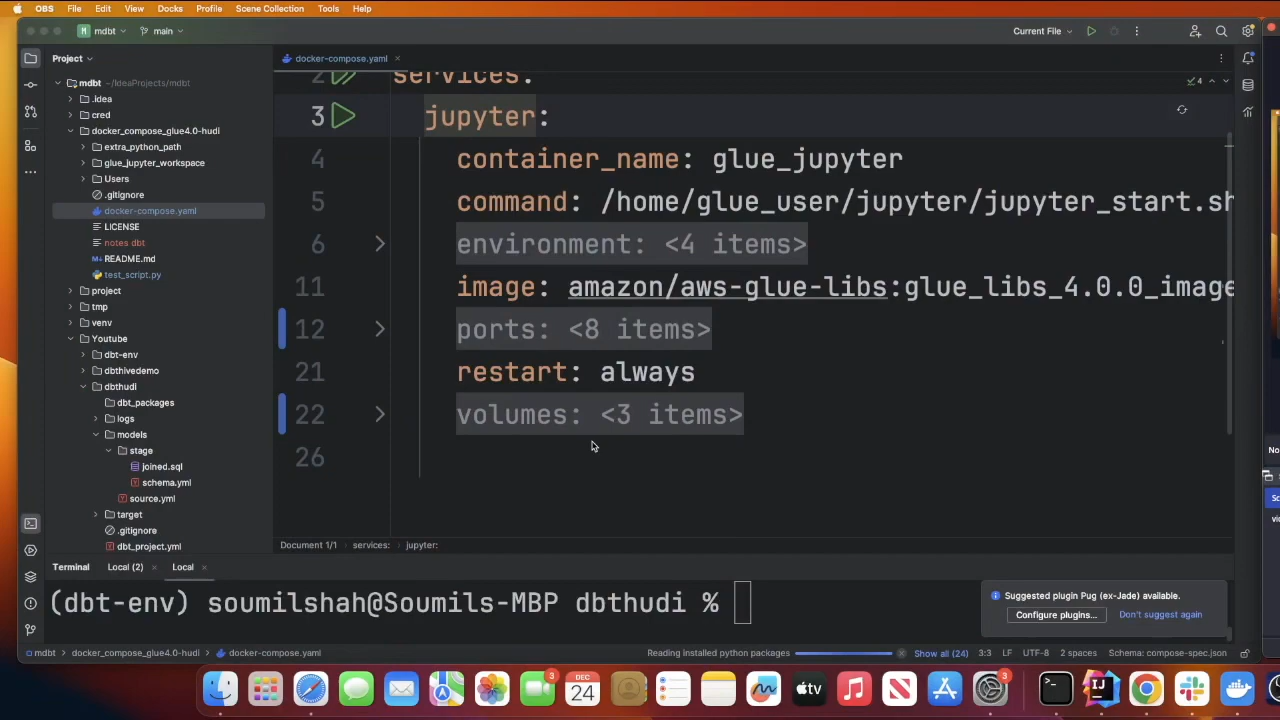 OBS File Edit View Docks Profile Scene Collection Tools Help
M mdbt main Current File
Project
docker-compose.yaml
mdbt ~/IdeaProjects/mdbt
.idea
cred
docker_compose_glue4.0-hudi
extra_python_path
glue_jupyter_workspace
Users
.gitignore
docker-compose.yaml
LICENSE
notes dbt
README.md
test_script.py
project
tmp
venv
Youtube
dbt-env
dbthivedemo
dbthudi
dbt_packages
logs
models
stage
joined.sql
schema.yml
source.yml
target
.gitignore
dbt_project.yml
2 services:
4
3 jupyter:
4 container_name: glue_jupyter
5 command: /home/glue_user/jupyter/jupyter_start.sh
6 environment: <4 items>
11 image: amazon/aws-glue-libs:glue_libs_4.0.0_image
12 ports: <8 items>
21 restart: always
22 volumes: <3 items>
26
Document 1/1 services: jupyter:
Terminal Local (2) Local
(dbt-env) soumilshah@Soumils-MBP dbthudi %
Suggested plugin Pug (ex-Jade) available.
Configure plugins... Don't suggest again
mdbt docker_compose_glue4.0-hudi docker-compose.yaml Reading installed python packages Show all (24) 3:3 LF UTF-8 2 spaces Schema: compose-spec.json
3 DEC 24 tv 3